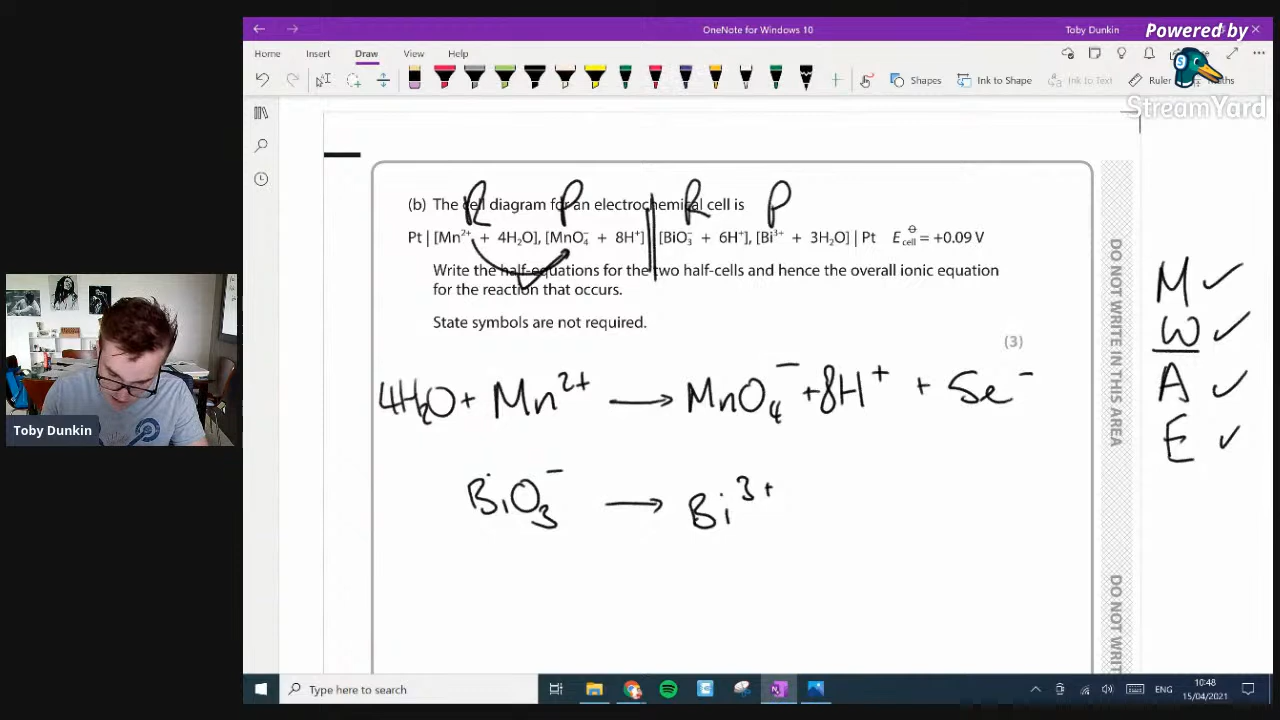 OneNote for Windows 10
Toby Dunkin
Powered by
StreamYard
Home Insert Draw View Help
Shapes Ink to Shape Ink to Text Ruler Maths
R P R P
(b) The cell diagram for an electrochemical cell is
Pt | [Mn²⁺ + 4H₂O], [MnO₄⁻ + 8H⁺] ┆ [BiO₃⁻ + 6H⁺], [Bi³⁺ + 3H₂O] | Pt E⦵cell = +0.09 V
Write the half-equations for the two half-cells and hence the overall ionic equation
for the reaction that occurs.
State symbols are not required.
(3)
4H₂O + Mn²⁺ → MnO₄⁻ + 8H⁺ + 5e⁻
BiO₃⁻ → Bi³⁺
M ✓
W ✓
A ✓
E ✓
DO NOT WRITE IN THIS AREA
DO NOT WRIT
Toby Dunkin
Type here to search
ENG
10:48
15/04/2021